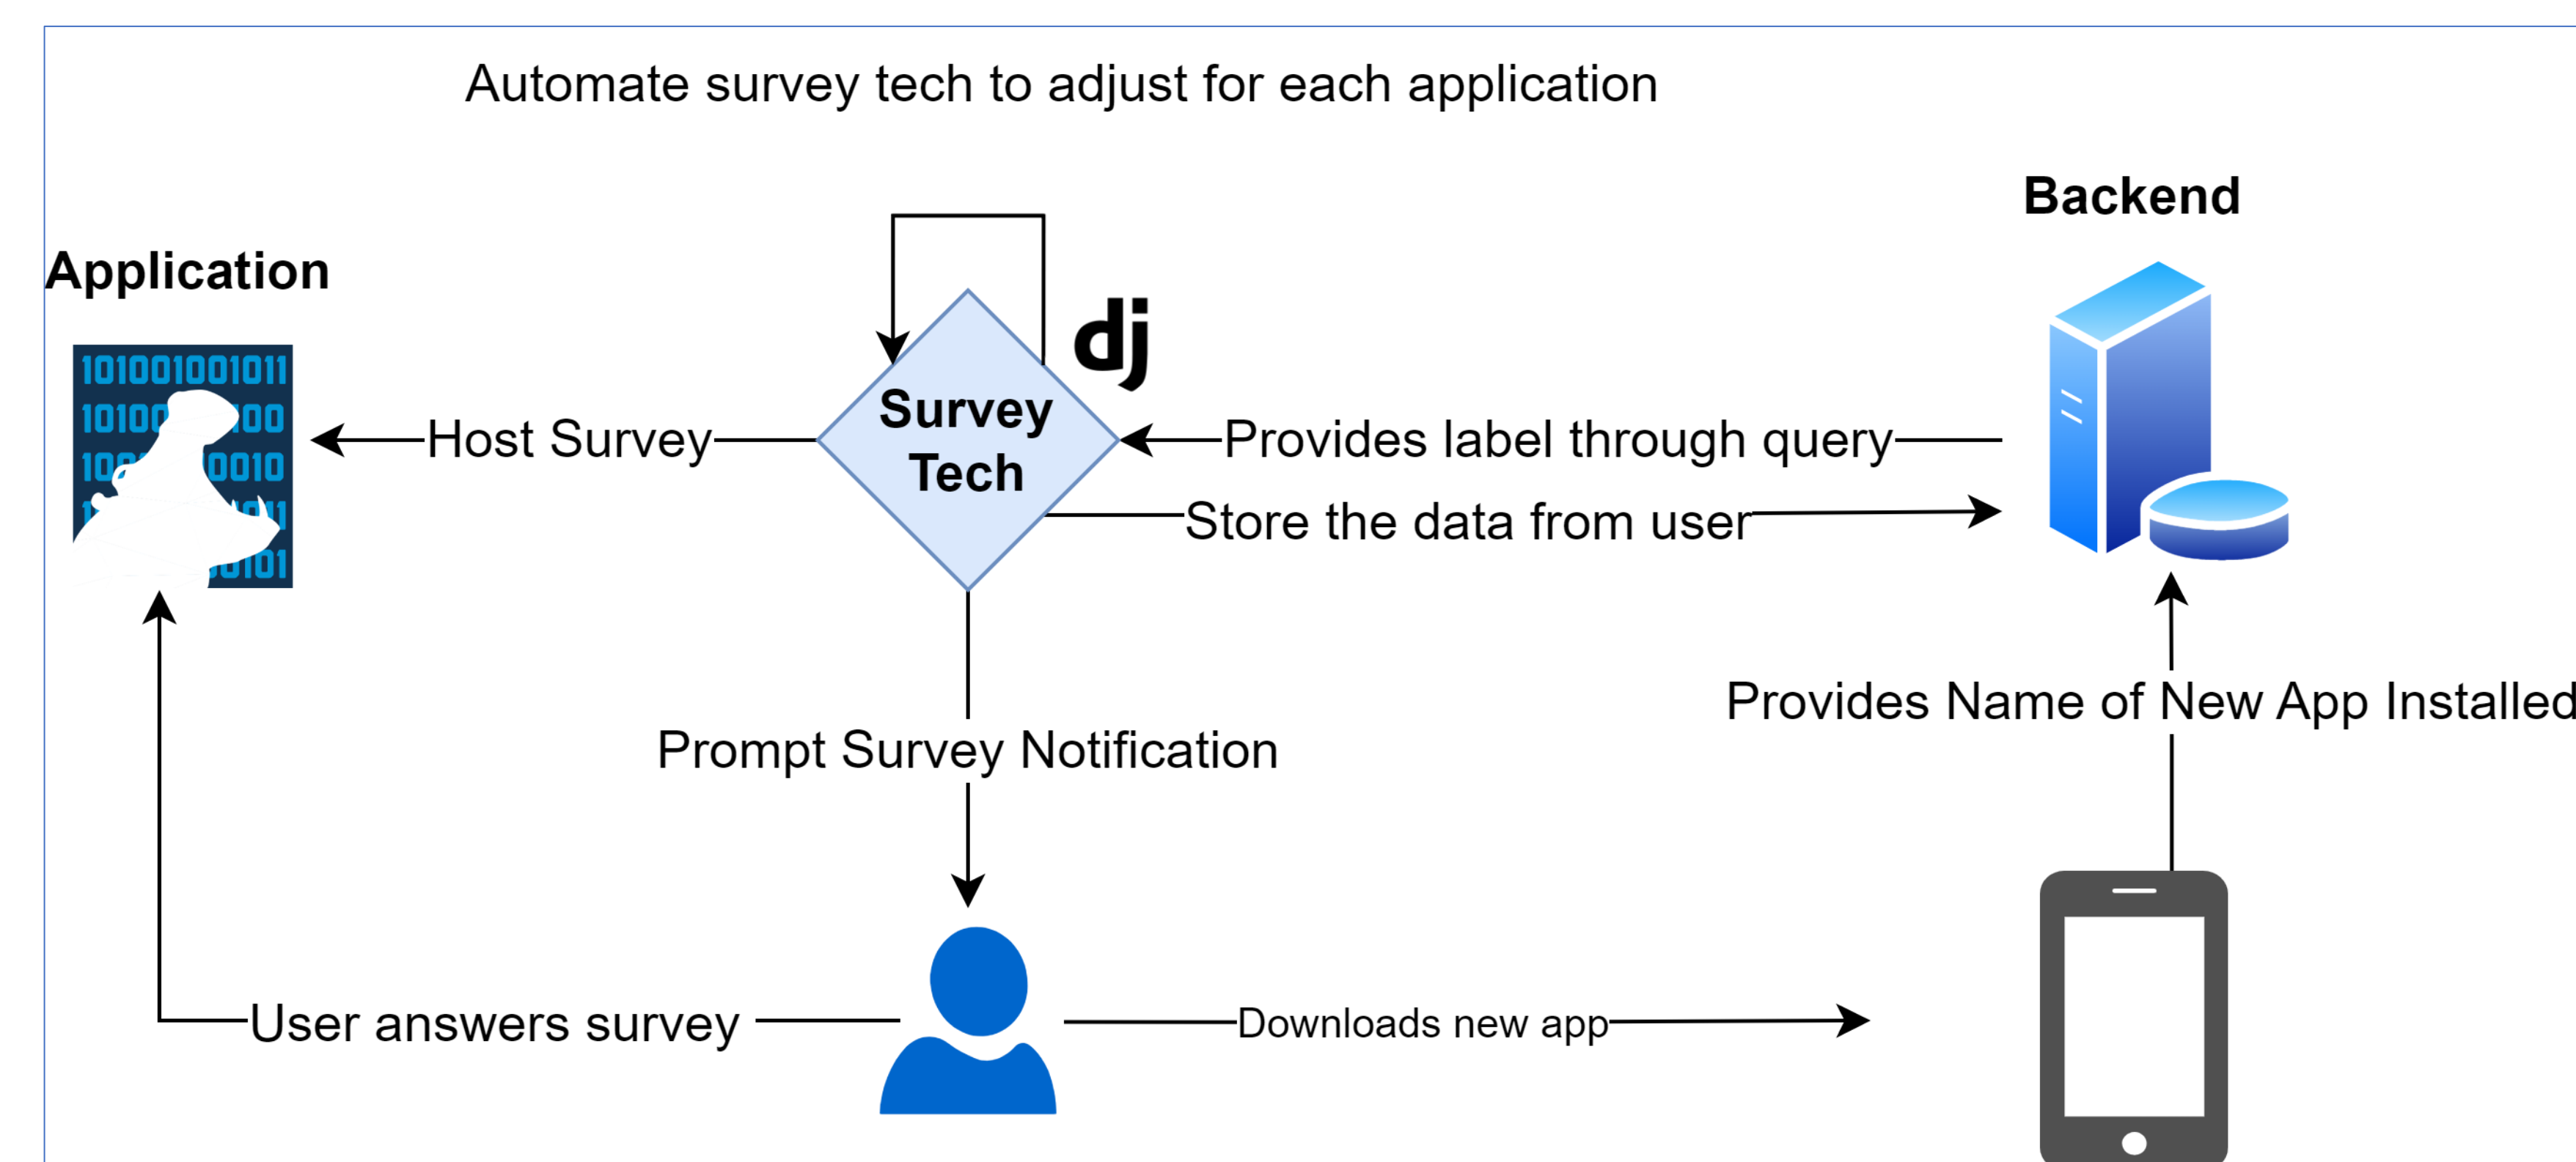 Automate survey tech to adjust for each application
Backend
Application
101001001011
dj
Survey
Tech
Host Survey
Provides label through query
Store the data from user
Provides Name of New App Installed
Prompt Survey Notification
User answers survey
Downloads new app